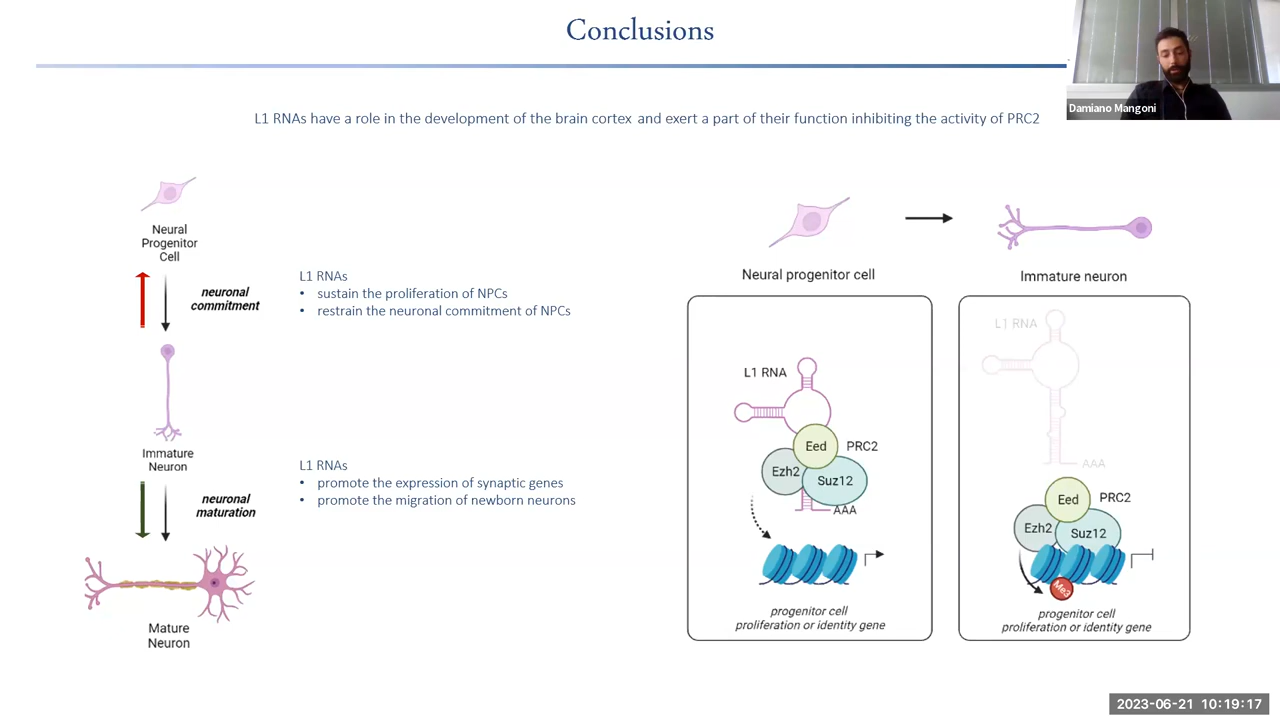 Conclusions
Damiano Mangoni
L1 RNAs have a role in the development of the brain cortex and exert a part of their function inhibiting the activity of PRC2
Neural
Progenitor
Cell
neuronal
commitment
L1 RNAs
• sustain the proliferation of NPCs
• restrain the neuronal commitment of NPCs
Immature
Neuron
neuronal
maturation
L1 RNAs
• promote the expression of synaptic genes
• promote the migration of newborn neurons
Mature
Neuron
Neural progenitor cell
L1 RNA
Eed
PRC2
Ezh2
Suz12
AAA
progenitor cell
proliferation or identity gene
Immature neuron
L1 RNA
AAA
Eed
PRC2
Ezh2
Suz12
Me3
progenitor cell
proliferation or identity gene
2023-06-21 10:19:17